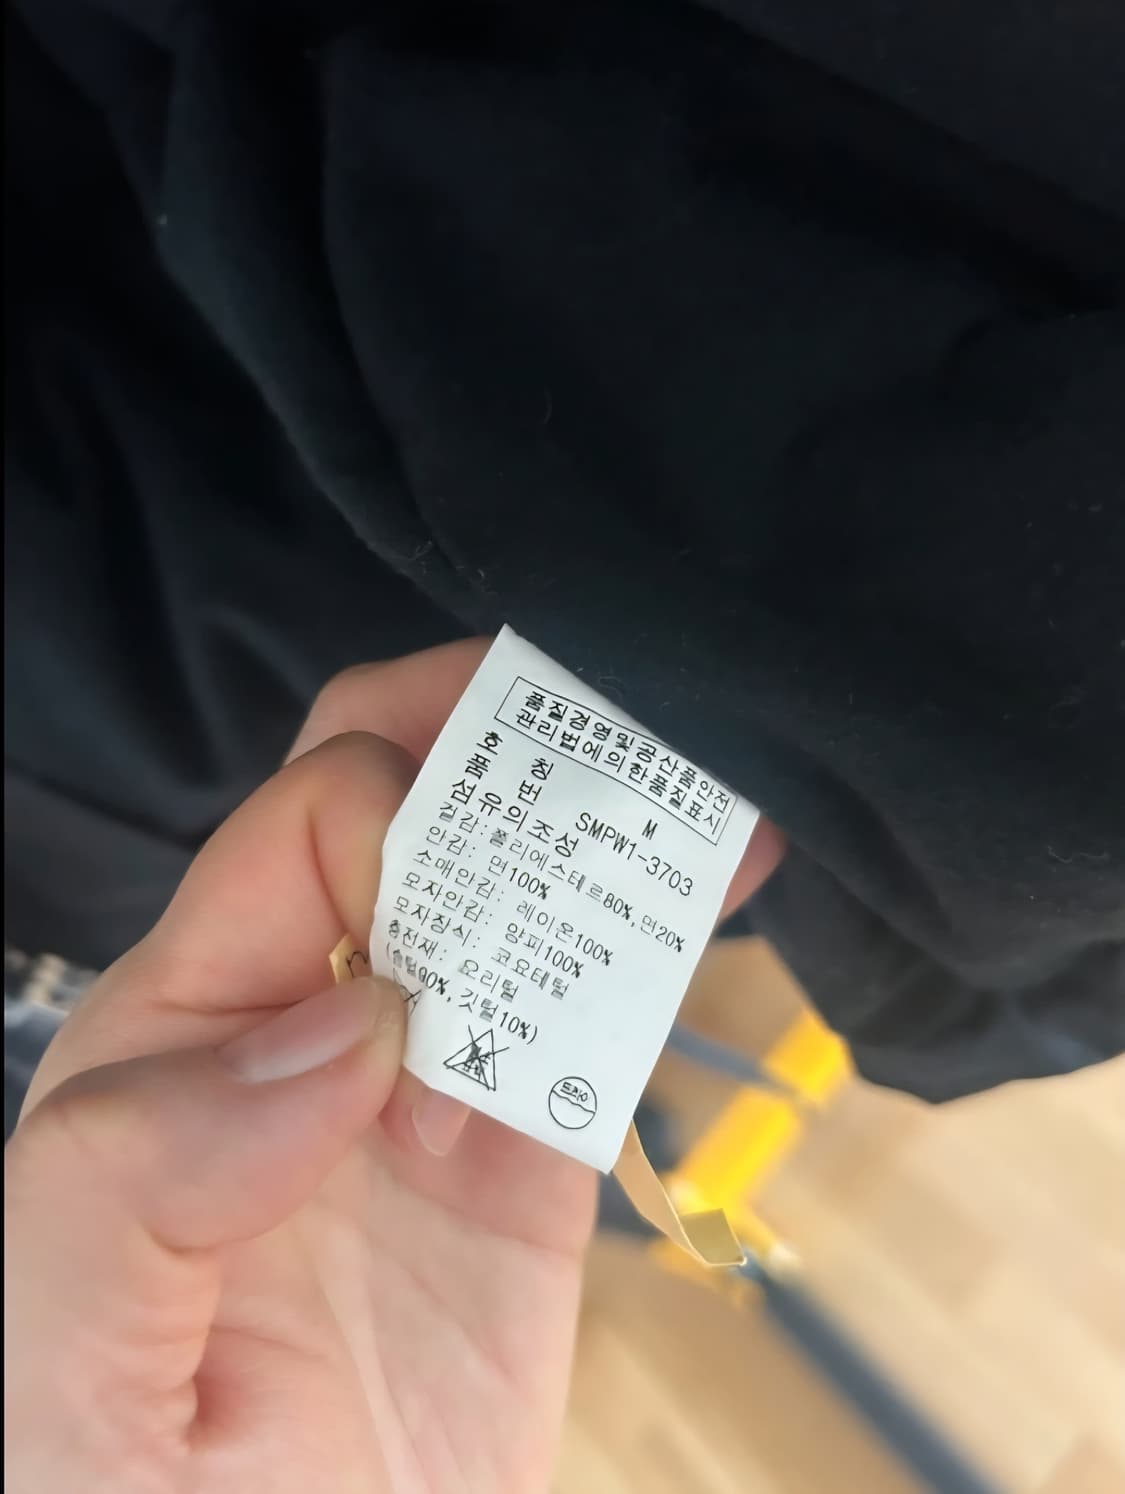 품질경영및공산품안전
관리법에의한품질표시
호 칭 M
품 번 SMPW1-3703
섬유의조성
겉감: 폴리에스테르80%, 면20%
안감: 면100%
소매안감: 레이온100%
모자안감: 양피100%
모자장식: 코요테털
충전재: 오리털
(솜털90%, 깃털10%)
드라이